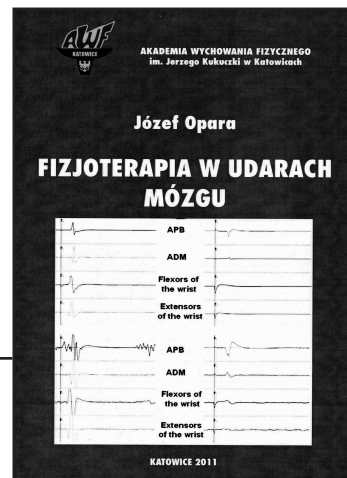 AWF
KATOWICE
AKADEMIA WYCHOWANIA FIZYCZNEGO
im. Jerzego Kukuczki w Katowicach
Józef Opara
FIZJOTERAPIA W UDARACH
MÓZGU
APB
ADM
Flexors of
the wrist
Extensors
of the wrist
APB
ADM
Flexors of
the wrist
Extensors
of the wrist
KATOWICE 2011